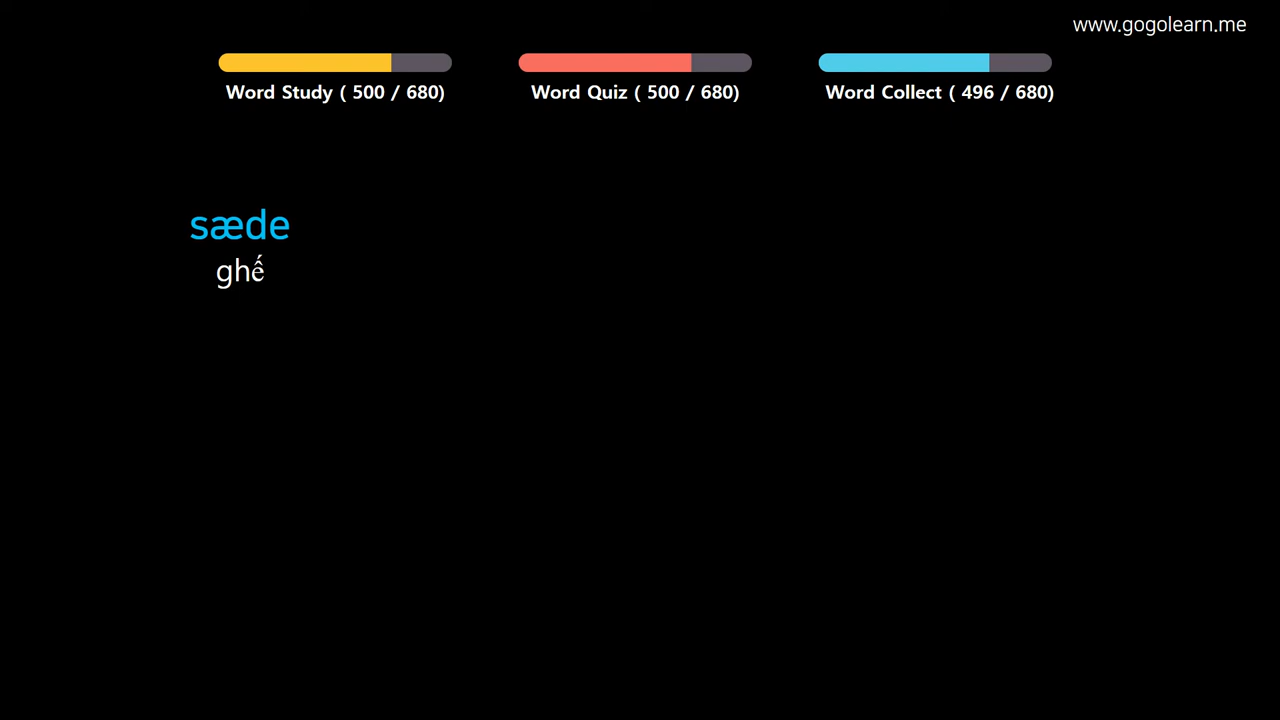 www.gogolearn.me
Word Study ( 500 / 680)
Word Quiz ( 500 / 680)
Word Collect ( 496 / 680)
sæde
ghế